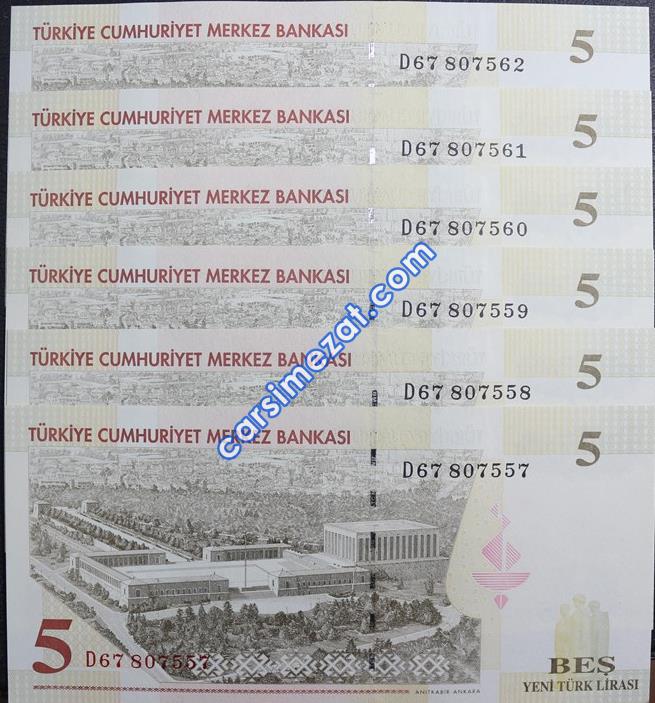 TÜRKİYE CUMHURİYET MERKEZ BANKASI
D67 807562
5
TÜRKİYE CUMHURİYET MERKEZ BANKASI
D67 807561
5
TÜRKİYE CUMHURİYET MERKEZ BANKASI
D67 807560
5
TÜRKİYE CUMHURİYET MERKEZ BANKASI
D67 807559
5
TÜRKİYE CUMHURİYET MERKEZ BANKASI
D67 807558
5
TÜRKİYE CUMHURİYET MERKEZ BANKASI
D67 807557
5
carsimezat.com
5
D67 807557
BEŞ
YENİ TÜRK LİRASI
ANITKABİR ANKARA